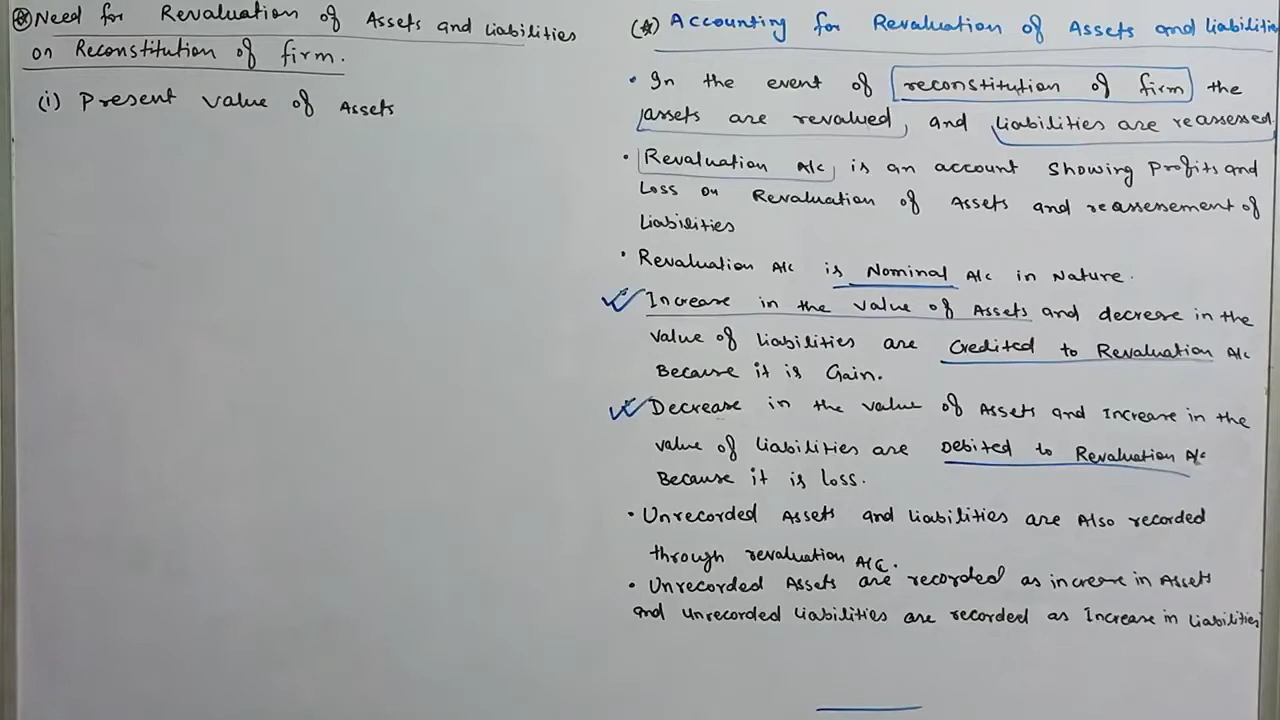 Need for Revaluation of Assets and Liabilities
on Reconstitution of firm.
(i) Present value of Assets
(*) Accounting for Revaluation of Assets and liabilitie
• In the event of reconstitution of firm the
assets are revalued, and liabilities are reassessed.
• Revaluation A/c is an account Showing Profits and
Loss on Revaluation of Assets and reassenement of
Liabilities
• Revaluation A/c is Nominal A/c in Nature.
Increase in the value of Assets and decrease in the
value of liabilities are Credited to Revaluation A/c
Because it is Gain.
Decrease in the value of Assets and Increase in the
value of liabilities are Debited to Revaluation A/c
Because it is loss.
• Unrecorded Assets and liabilities are Also recorded
through revaluation A/C.
• Unrecorded Assets are recorded as increase in Assets
and Unrecorded liabilities are recorded as Increase in liabilities